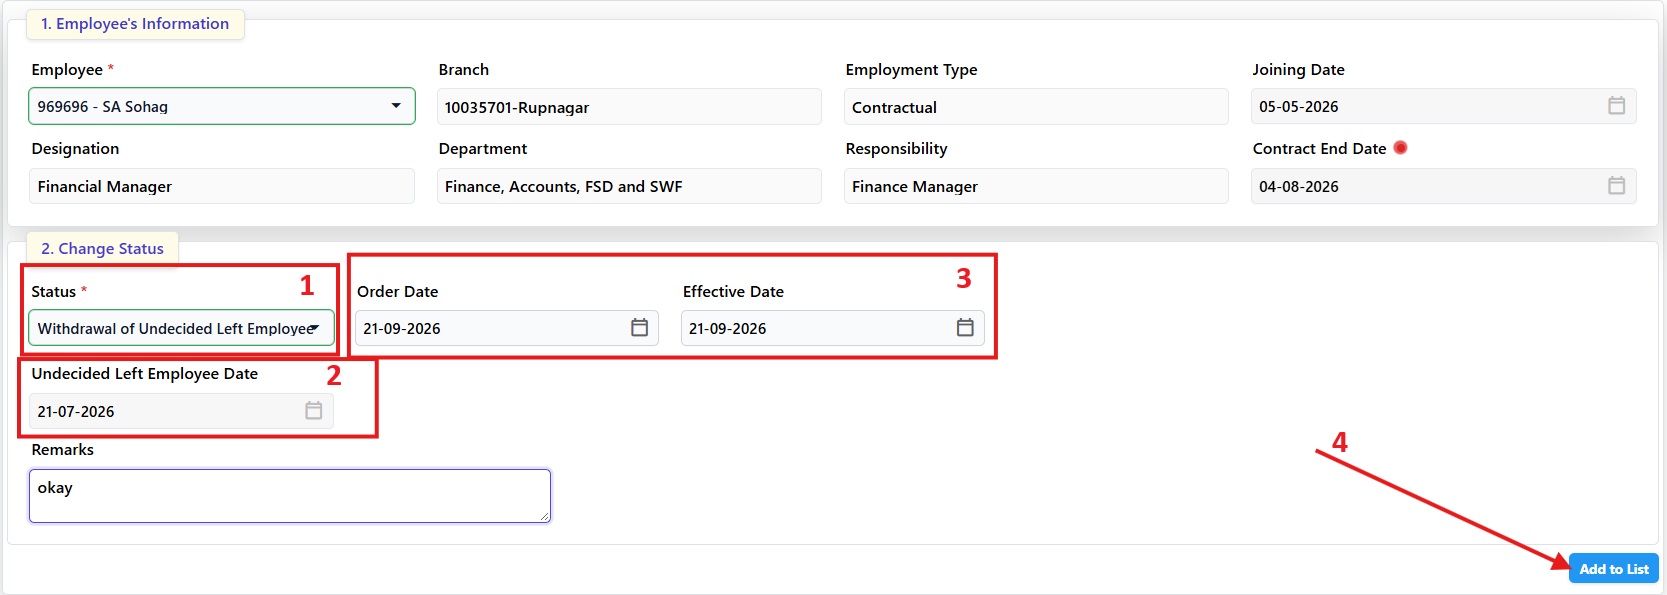 1. Employee's Information
Employee * Branch Employment Type Joining Date
969696 - SA Sohag 10035701-Rupnagar Contractual 05-05-2026
Designation Department Responsibility Contract End Date
Financial Manager Finance, Accounts, FSD and SWF Finance Manager 04-08-2026
2. Change Status
1 3
Status * Order Date Effective Date
Withdrawal of Undecided Left Employee 21-09-2026 21-09-2026
Undecided Left Employee Date 2
21-07-2026
Remarks 4
okay
Add to List